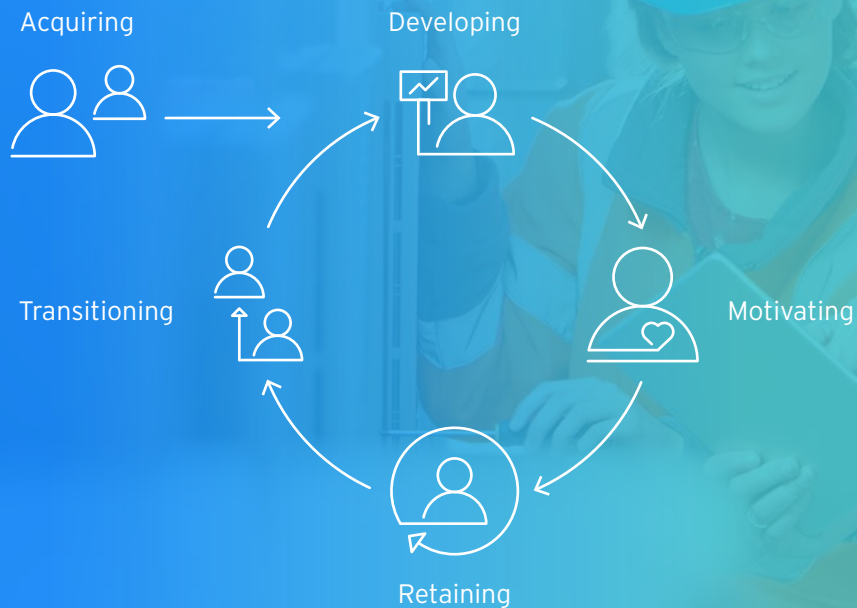 Acquiring
Developing
Transitioning
Motivating
Retaining